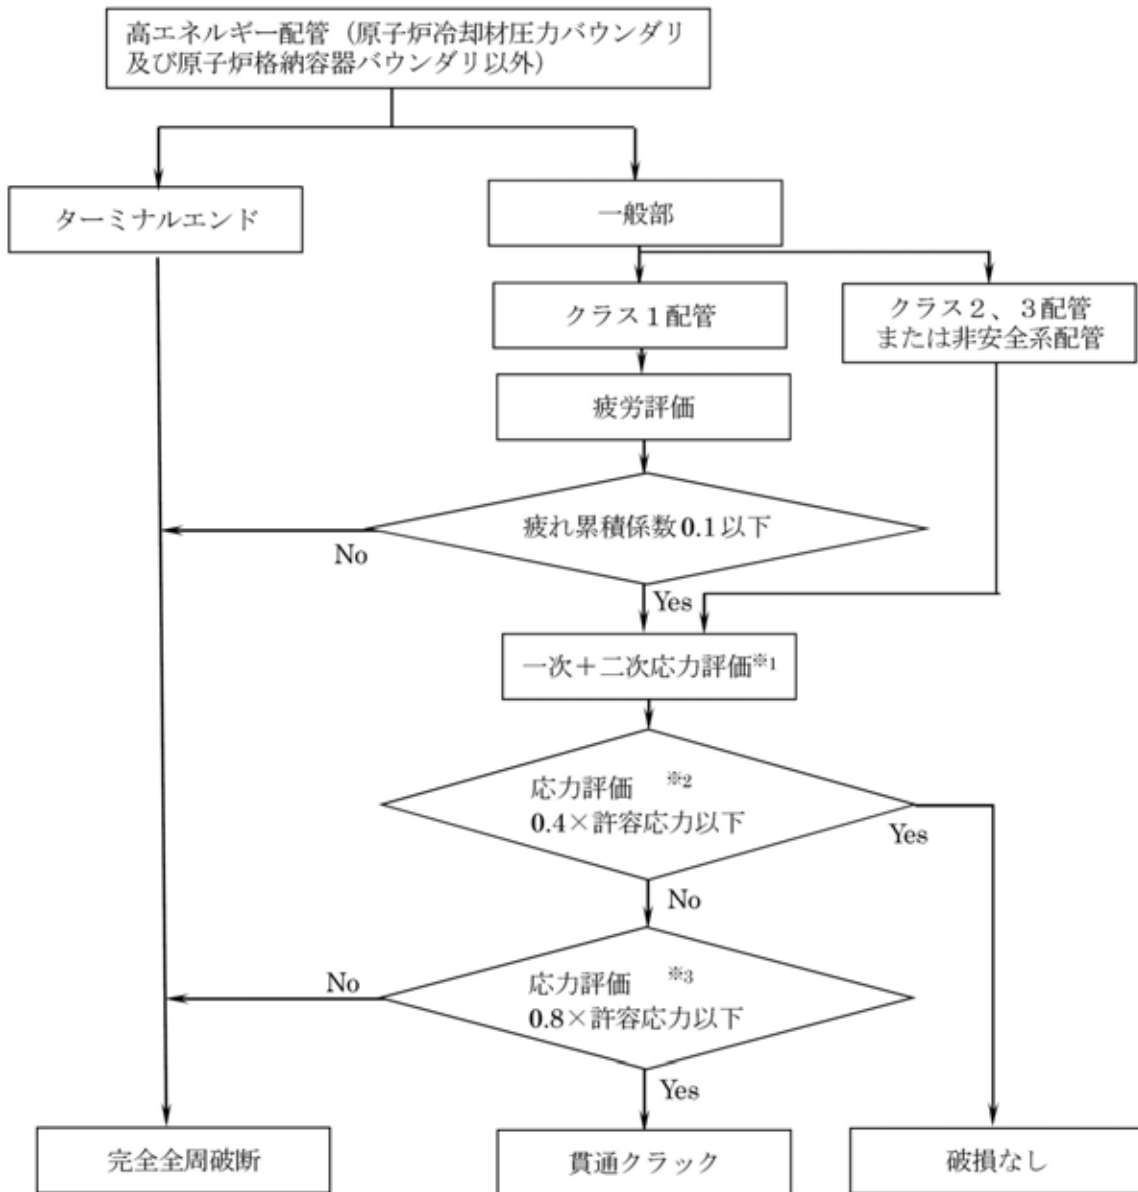 高エネルギー配管（原子炉冷却材圧力バウンダリ
及び原子炉格納容器バウンダリ以外）
ターミナルエンド
一般部
クラス１配管
クラス２、３配管
または非安全系配管
疲労評価
疲れ累積係数 0.1 以下
No
Yes
一次＋二次応力評価※1
応力評価 ※2
0.4×許容応力以下
Yes
No
応力評価 ※3
0.8×許容応力以下
No
Yes
完全全周破断
貫通クラック
破損なし